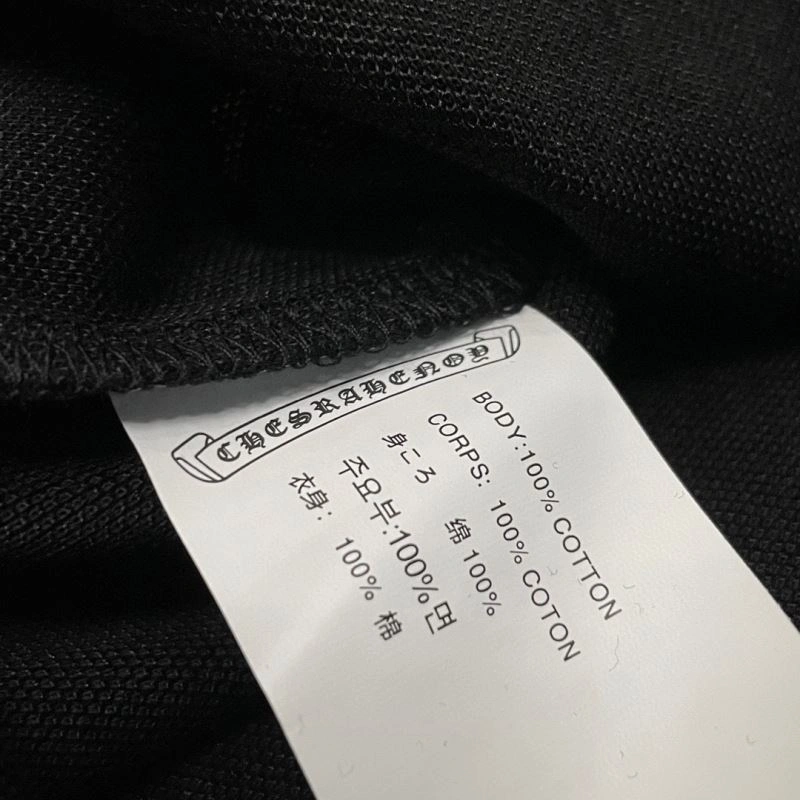 CHESRAHENOD
BODY:100% COTTON
CORPS: 100% COTON
身ごろ 綿 100%
주요부:100% 면
衣身: 100% 棉